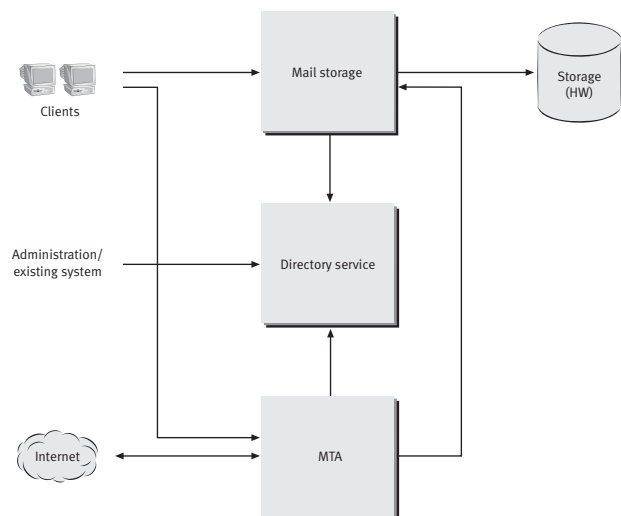 Mail storage
Storage
(HW)
Clients
Administration/
existing system
Directory service
Internet
MTA